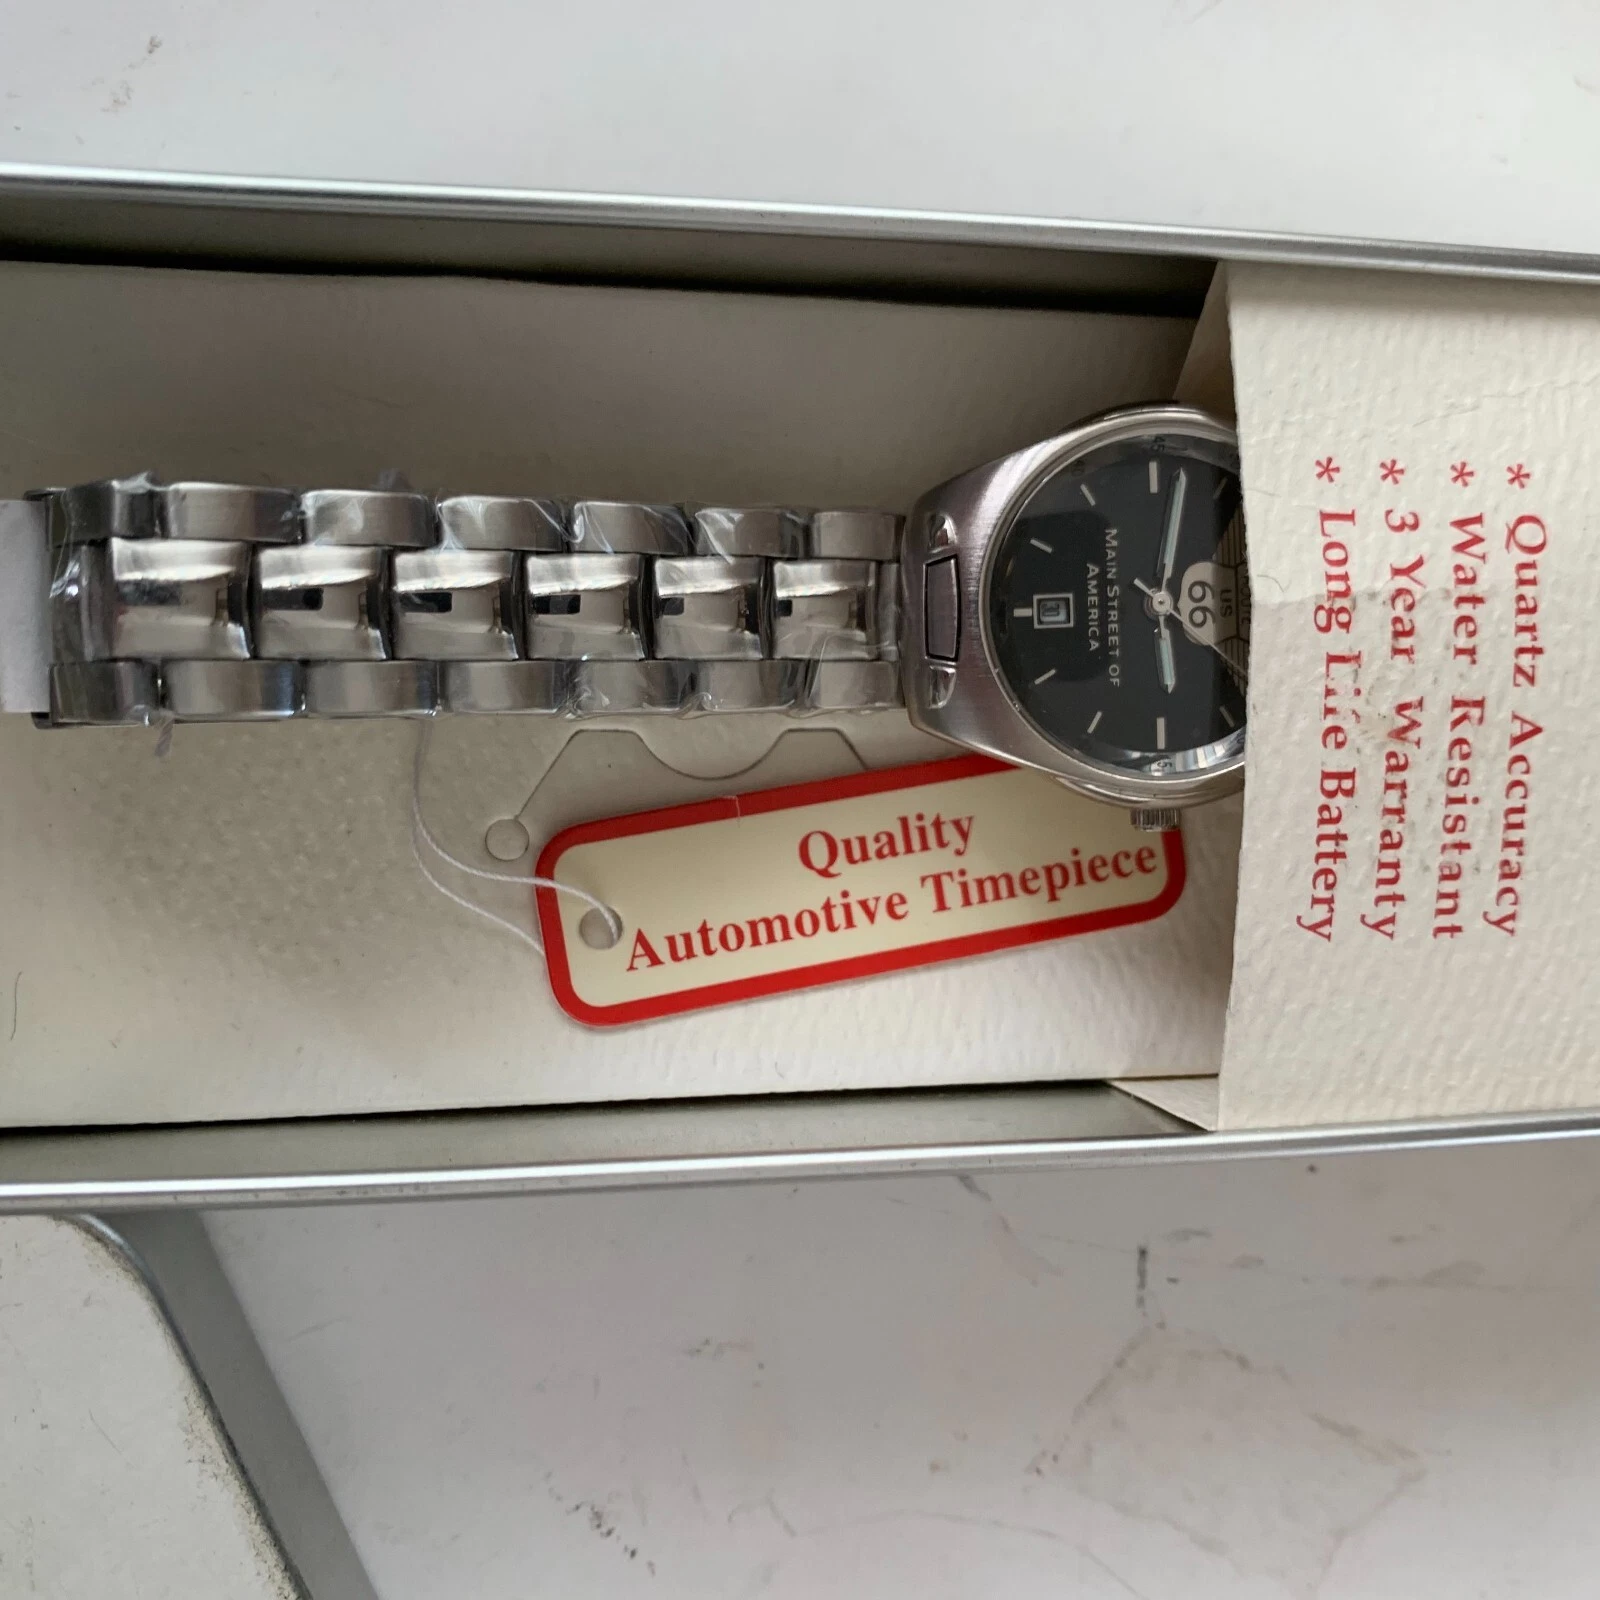 * Quartz Accuracy
* Water Resistant
* 3 Year Warranty
* Long Life Battery
US
66
MAIN STREET OF
AMERICA
Quality
Automotive Timepiece